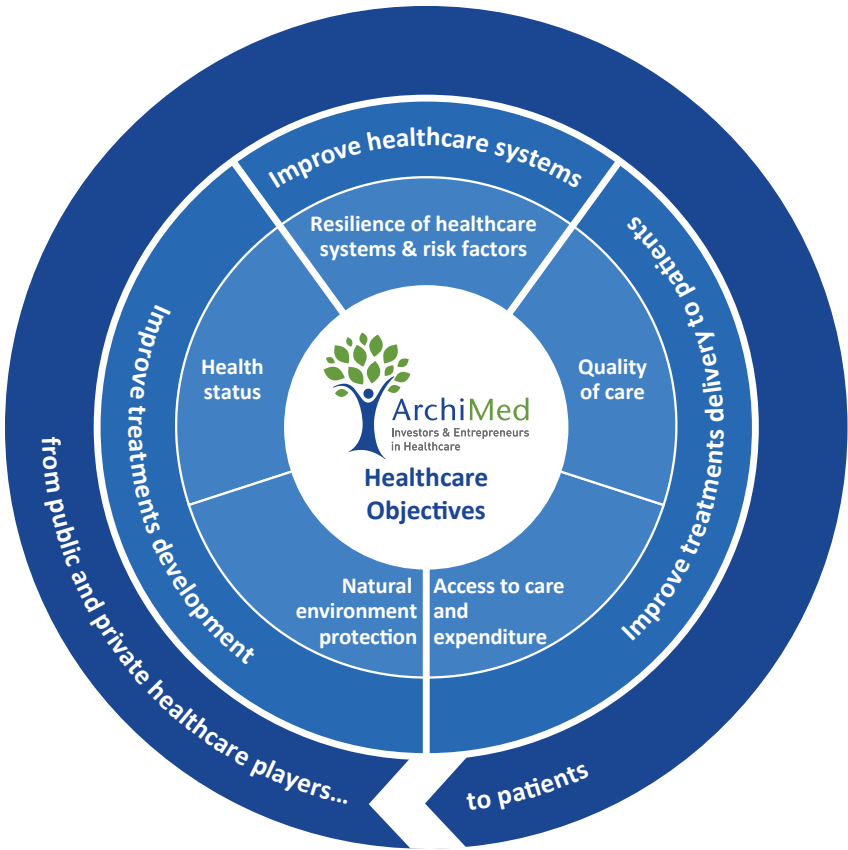 Improve healthcare systems
Resilience of healthcare
systems & risk factors
Improve treatments delivery to patients
Quality
of care
Access to care
and
expenditure
Improve treatments development
Health
status
Natural
environment
protection
ArchiMed
Investors & Entrepreneurs
in Healthcare
Healthcare
Objectives
from public and private healthcare players...
to patients